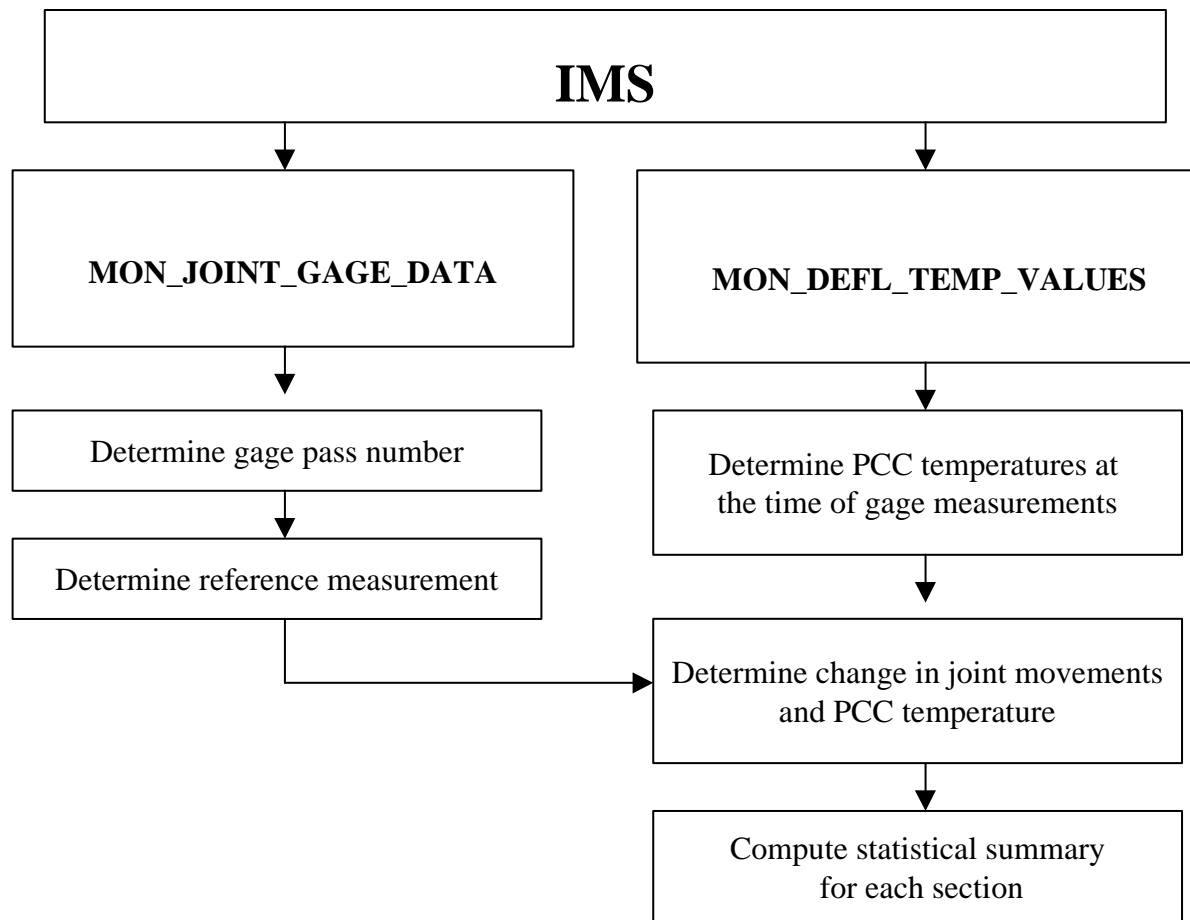 IMS
MON_JOINT_GAGE_DATA
MON_DEFL_TEMP_VALUES
Determine gage pass number
Determine PCC temperatures at
the time of gage measurements
Determine reference measurement
Determine change in joint movements
and PCC temperature
Compute statistical summary
for each section